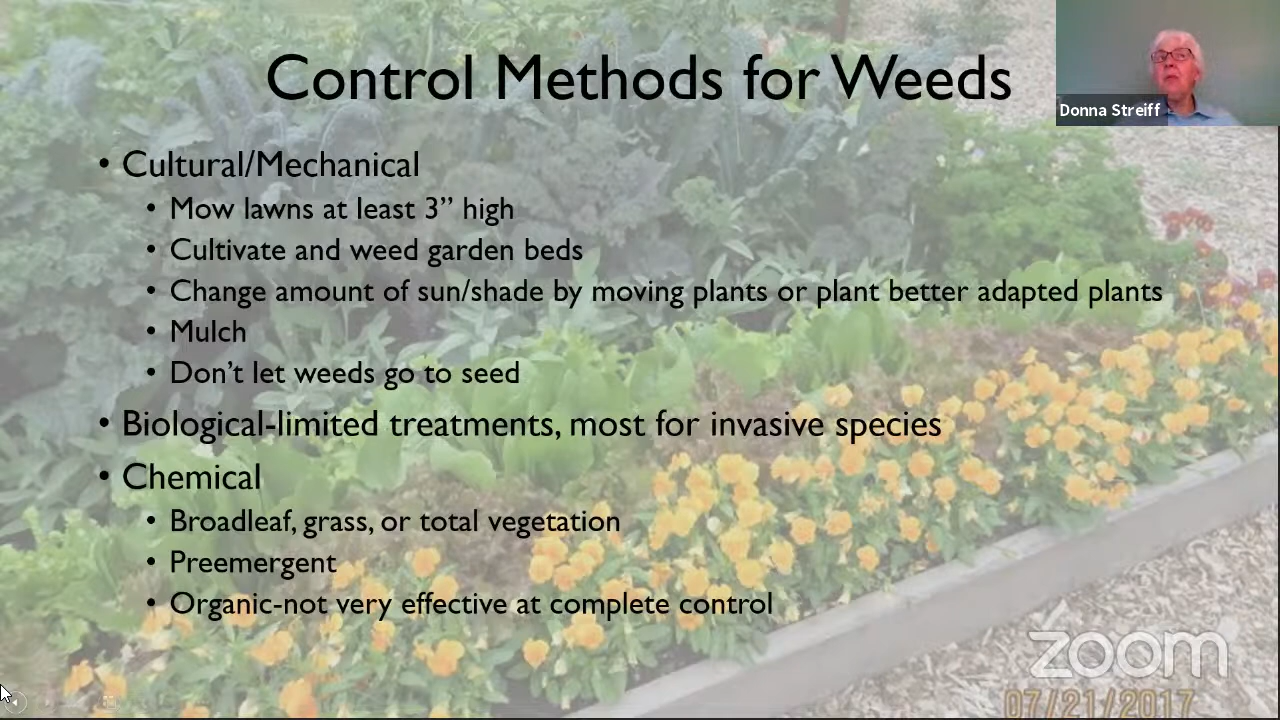 Control Methods for Weeds
Donna Streiff
• Cultural/Mechanical
• Mow lawns at least 3” high
• Cultivate and weed garden beds
• Change amount of sun/shade by moving plants or plant better adapted plants
• Mulch
• Don’t let weeds go to seed
• Biological-limited treatments, most for invasive species
• Chemical
• Broadleaf, grass, or total vegetation
• Preemergent
• Organic-not very effective at complete control
zoom
07/21/2017